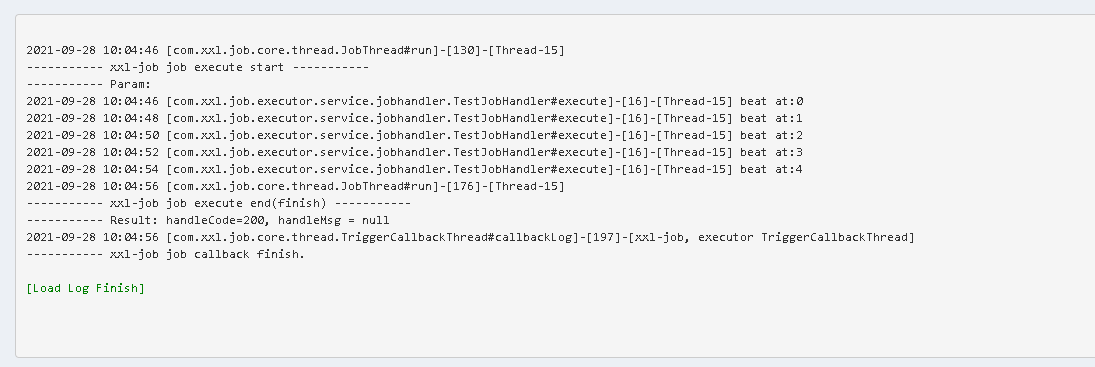 2021-09-28 10:04:46 [com.xxl.job.core.thread.JobThread#run]-[130]-[Thread-15]
----------- xxl-job job execute start -----------
----------- Param:
2021-09-28 10:04:46 [com.xxl.job.executor.service.jobhandler.TestJobHandler#execute]-[16]-[Thread-15] beat at:0
2021-09-28 10:04:48 [com.xxl.job.executor.service.jobhandler.TestJobHandler#execute]-[16]-[Thread-15] beat at:1
2021-09-28 10:04:50 [com.xxl.job.executor.service.jobhandler.TestJobHandler#execute]-[16]-[Thread-15] beat at:2
2021-09-28 10:04:52 [com.xxl.job.executor.service.jobhandler.TestJobHandler#execute]-[16]-[Thread-15] beat at:3
2021-09-28 10:04:54 [com.xxl.job.executor.service.jobhandler.TestJobHandler#execute]-[16]-[Thread-15] beat at:4
2021-09-28 10:04:56 [com.xxl.job.core.thread.JobThread#run]-[176]-[Thread-15]
----------- xxl-job job execute end(finish) -----------
----------- Result: handleCode=200, handleMsg = null
2021-09-28 10:04:56 [com.xxl.job.core.thread.TriggerCallbackThread#callbackLog]-[197]-[xxl-job, executor TriggerCallbackThread]
----------- xxl-job job callback finish.
[Load Log Finish]